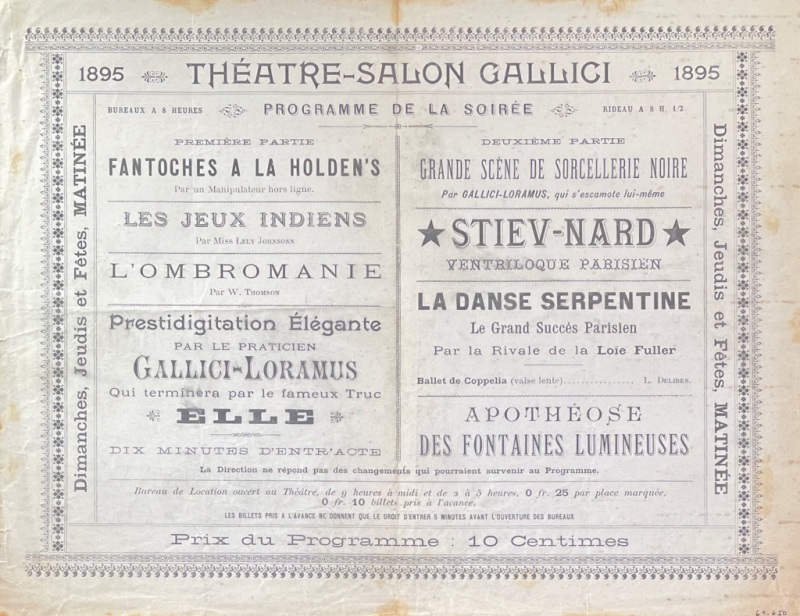 1895 THÉATRE-SALON GALLICI 1895
BUREAUX A 8 HEURES PROGRAMME DE LA SOIRÉE RIDEAU A 8 H. 1/2
Dimanches, Jeudis et Fêtes, MATINÉE
PREMIÈRE PARTIE
FANTOCHES A LA HOLDEN'S
Par un Manipulateur hors ligne.
LES JEUX INDIENS
Par Miss Lely Johnsons
L'OMBROMANIE
Par W. Thomson
Prestidigitation Élégante
PAR LE PRATICIEN
GALLICI-LORAMUS
Qui terminera par le fameux Truc
ELLE
DIX MINUTES D'ENTR'ACTE
DEUXIÈME PARTIE
GRANDE SCÈNE DE SORCELLERIE NOIRE
Par GALLICI-LORAMUS, qui s'escamote lui-même
★ STIEV-NARD ★
VENTRILOQUE PARISIEN
LA DANSE SERPENTINE
Le Grand Succès Parisien
Par la Rivale de la Loïe Fuller
Ballet de Coppelia (valse lente)................ L. Delibes.
APOTHÉOSE
DES FONTAINES LUMINEUSES
Dimanches, Jeudis et Fêtes, MATINÉE
La Direction ne répond pas des changements qui pourraient survenir au Programme.
Bureau de Location ouvert au Théâtre, de 9 heures à midi et de 2 à 5 heures. 0 fr. 25 par place marquée.
0 fr. 10 billets pris à l'avance.
LES BILLETS PRIS A L'AVANCE NE DONNENT QUE LE DROIT D'ENTRER 5 MINUTES AVANT L'OUVERTURE DES BUREAUX
Prix du Programme : 10 Centimes